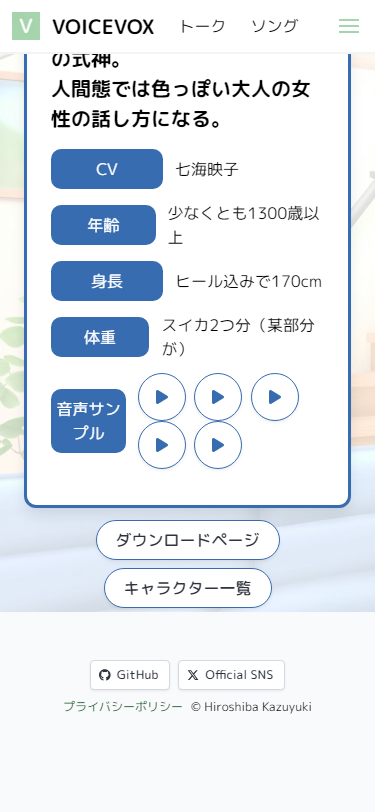 VOICEVOX トーク ソング
の式神。
人間態では色っぽい大人の女
性の話し方になる。
CV 七海映子
年齢 少なくとも1300歳以
上
身長 ヒール込みで170cm
体重 スイカ2つ分（某部分
が）
音声サン
プル
ダウンロードページ
キャラクター一覧
GitHub Official SNS
プライバシーポリシー © Hiroshiba Kazuyuki